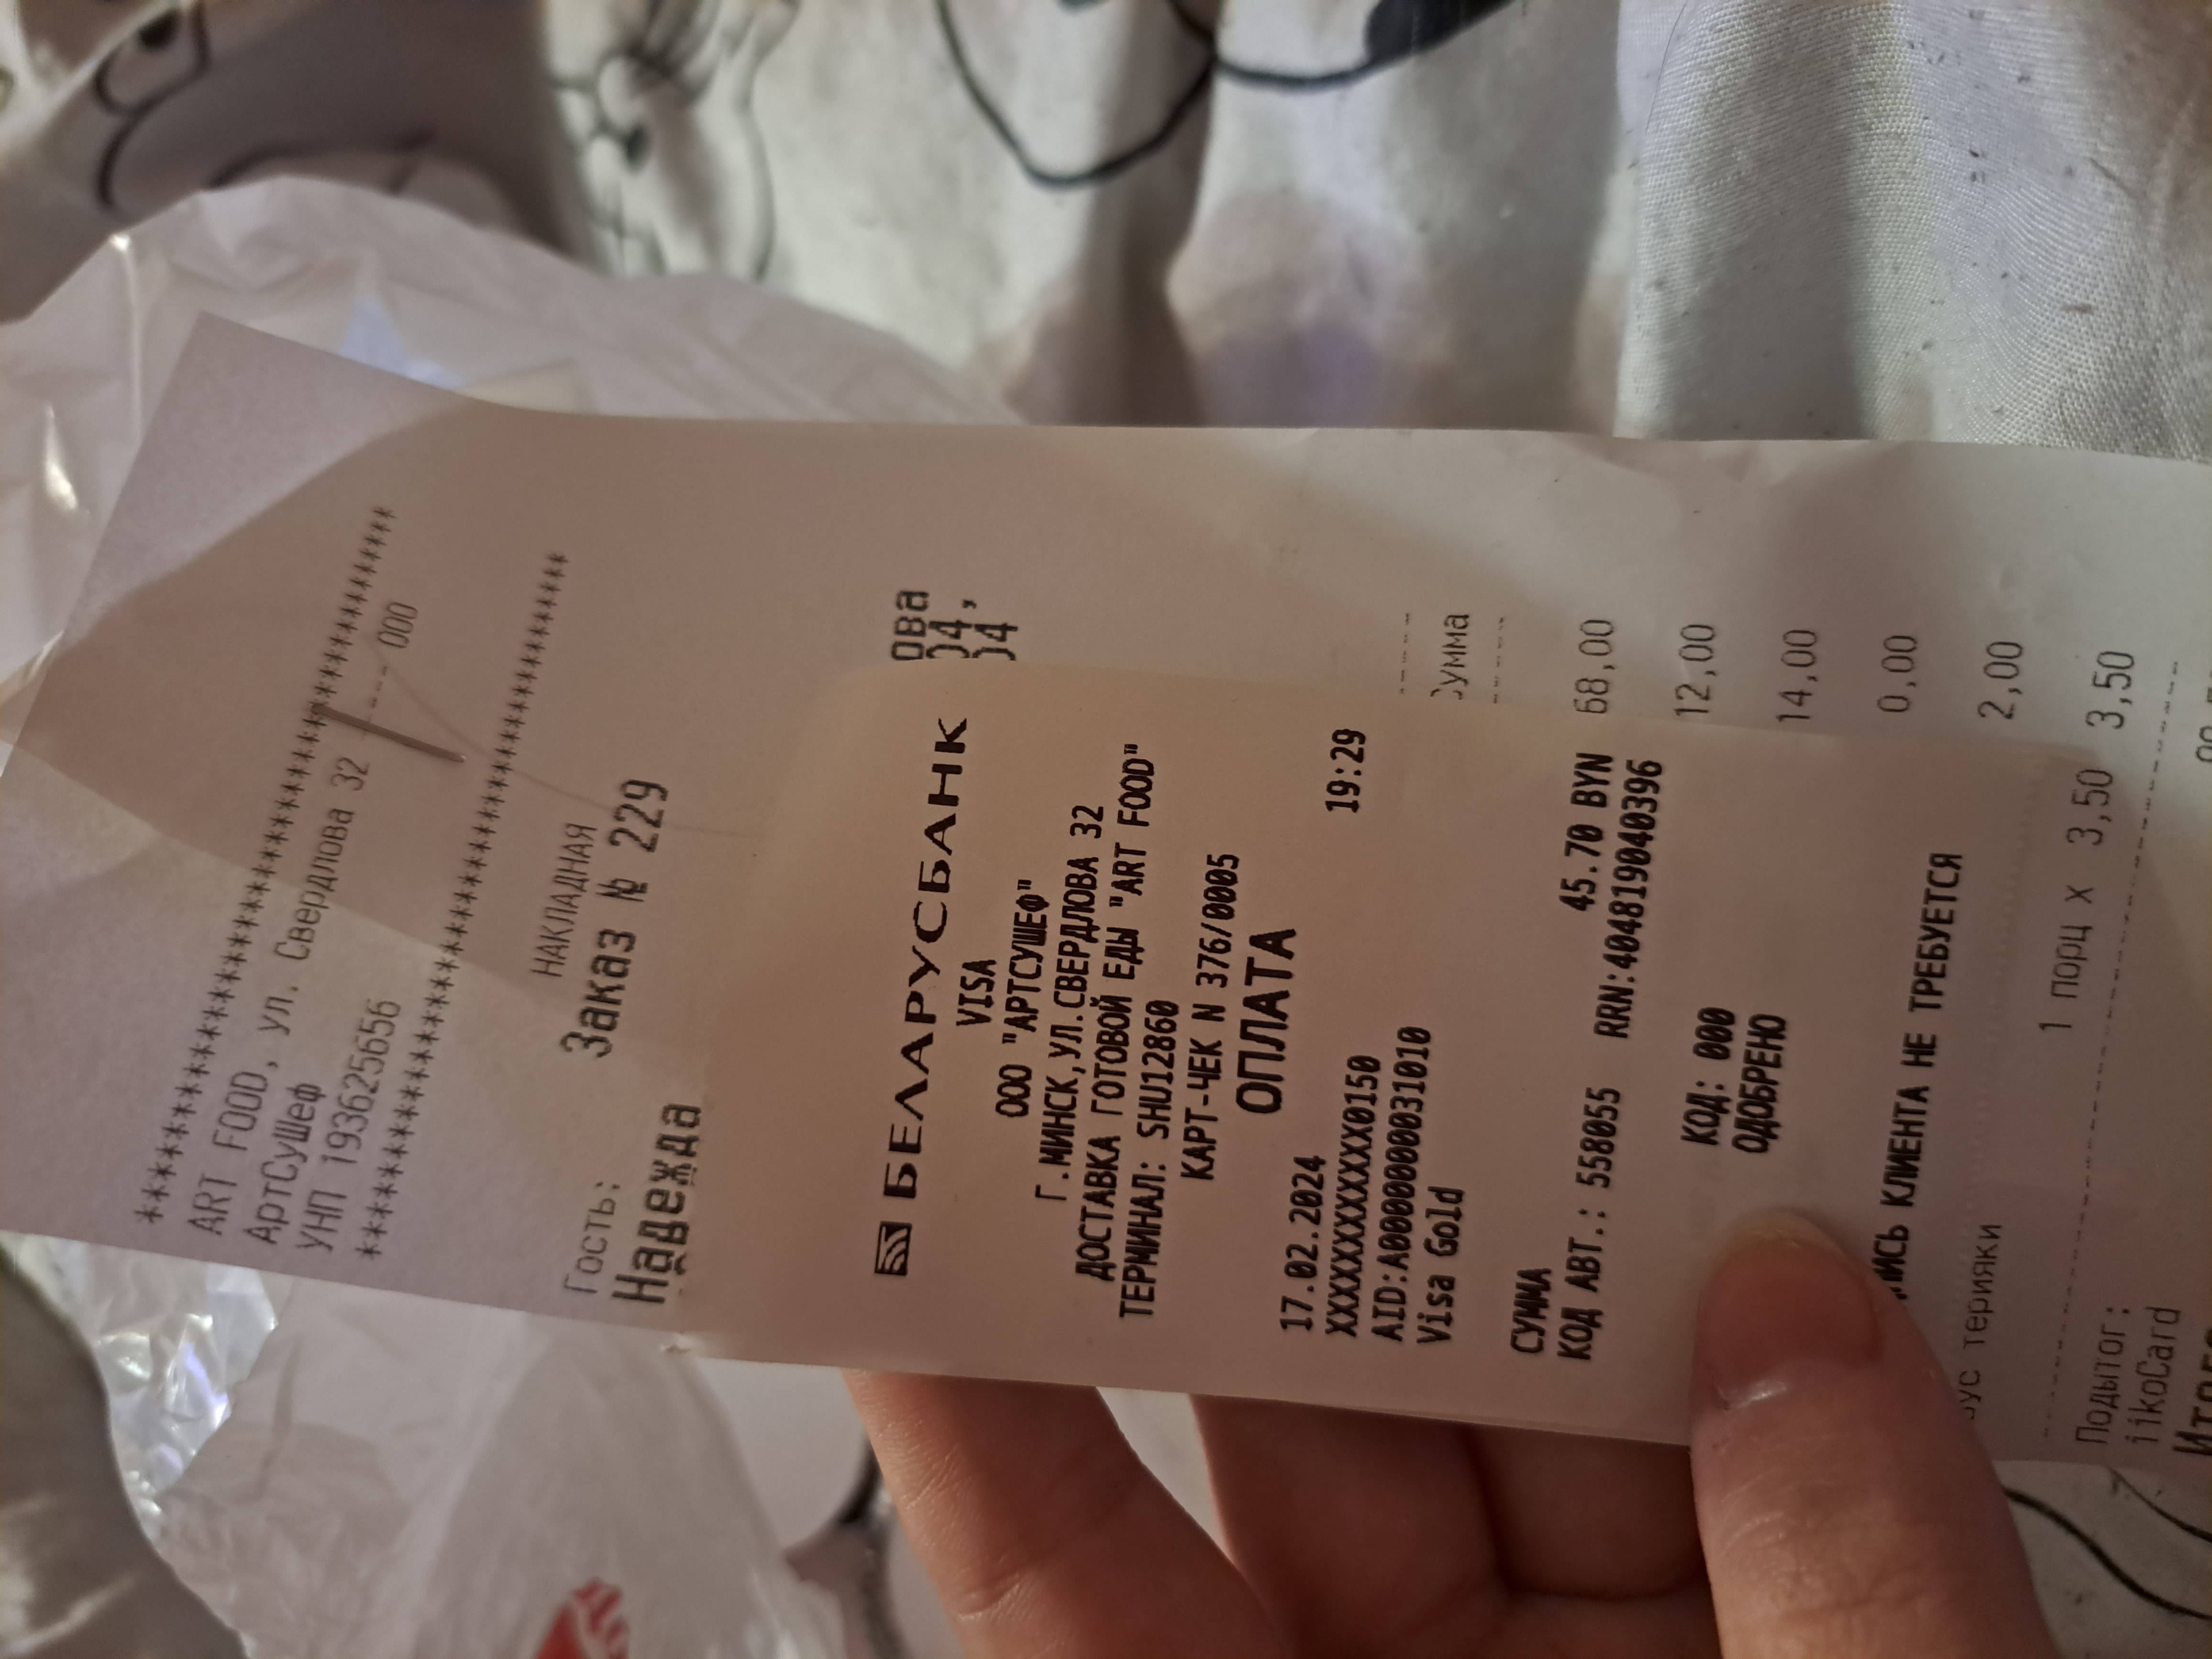 *********************************
ART FOOD, ул. Свердлова 32 ---- ООО
АртСуШеф
УНП 193625656
*********************************
НАКЛАДНАЯ
Заказ № 229
Гость:
Надежда
БЕЛАРУСБАНК
VISA
ООО "АРТСУШЕФ"
Г.МИНСК,УЛ.СВЕРДЛОВА 32
ДОСТАВКА ГОТОВОЙ ЕДЫ "ART FOOD"
ТЕРМИНАЛ: SHU12860
КАРТ-ЧЕК N 376/0005
ОПЛАТА
17.02.2024 19:29
XXXXXXXXXXXX0150
AID:A0000000031010
Visa Gold
СУММА 45.70 BYN
КОД АВТ.: 558055 RRN:404819040396
КОД: 000
ОДОБРЕНО
КЛИЕНТА НЕ ТРЕБУЕТСЯ
Сумма
68,00
12,00
14,00
0,00
2,00
терияки 1 порц x 3,50 3,50
Подытог:
iikoCard